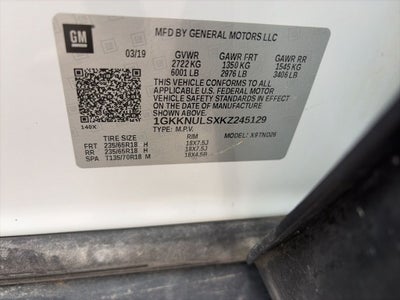 GM
MFD BY GENERAL MOTORS LLC
03/19 GVWR GAWR FRT GAWR RR
2722 KG 1350 KG 1545 KG
6001 LB 2976 LB 3406 LB
THIS VEHICLE CONFORMS TO ALL
APPLICABLE U.S. FEDERAL MOTOR
VEHICLE SAFETY STANDARDS IN EFFECT
ON THE DATE OF MANUFACTURE SHOWN ABOVE.
1GKKNULSXKZ245129
140X TYPE: M.P.V. MODEL: X9TND26
TIRE SIZE RIM
FRT 235/65R18 H 18X7.5J
RR 235/65R18 H 18X7.5J
SPA T135/70R18 M 18X4.5B